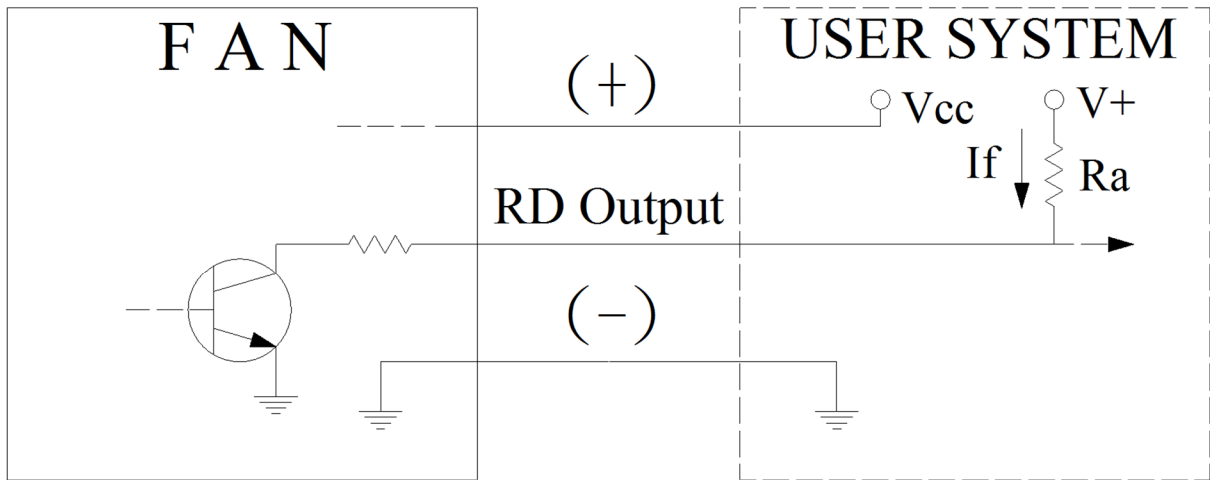 F A N
USER SYSTEM
(+)
Vcc
V+
If
Ra
RD Output
(-)